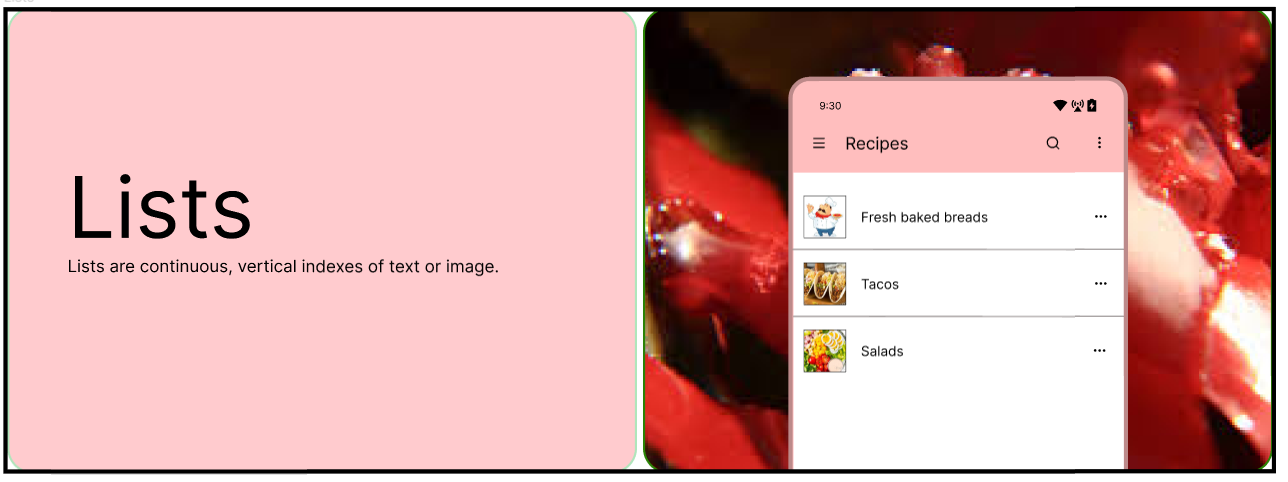 Lists
Lists are continuous, vertical indexes of text or image.
9:30
Recipes
Fresh baked breads
Tacos
Salads